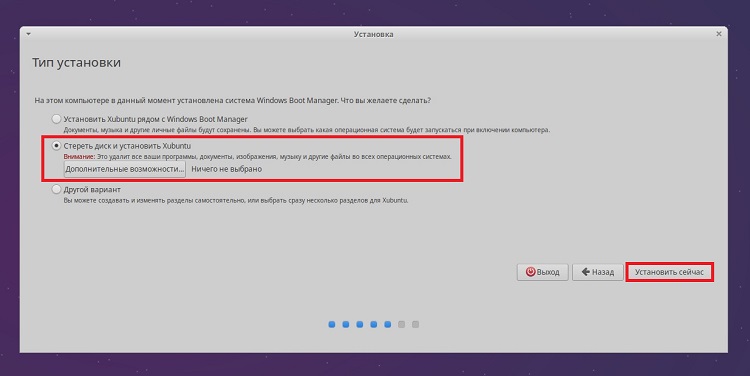 Установка
Тип установки
На этом компьютере в данный момент установлена система Windows Boot Manager. Что вы желаете сделать?
Установить Xubuntu рядом с Windows Boot Manager
Документы, музыка и другие личные файлы будут сохранены. Вы можете выбрать какая операционная система будет запускаться при включении компьютера.
Стереть диск и установить Xubuntu
Внимание: Это удалит все ваши программы, документы, изображения, музыку и другие файлы во всех операционных системах.
Дополнительные возможности... Ничего не выбрано
Другой вариант
Вы можете создавать и изменять разделы самостоятельно, или выбрать сразу несколько разделов для Xubuntu.
Выход Назад Установить сейчас